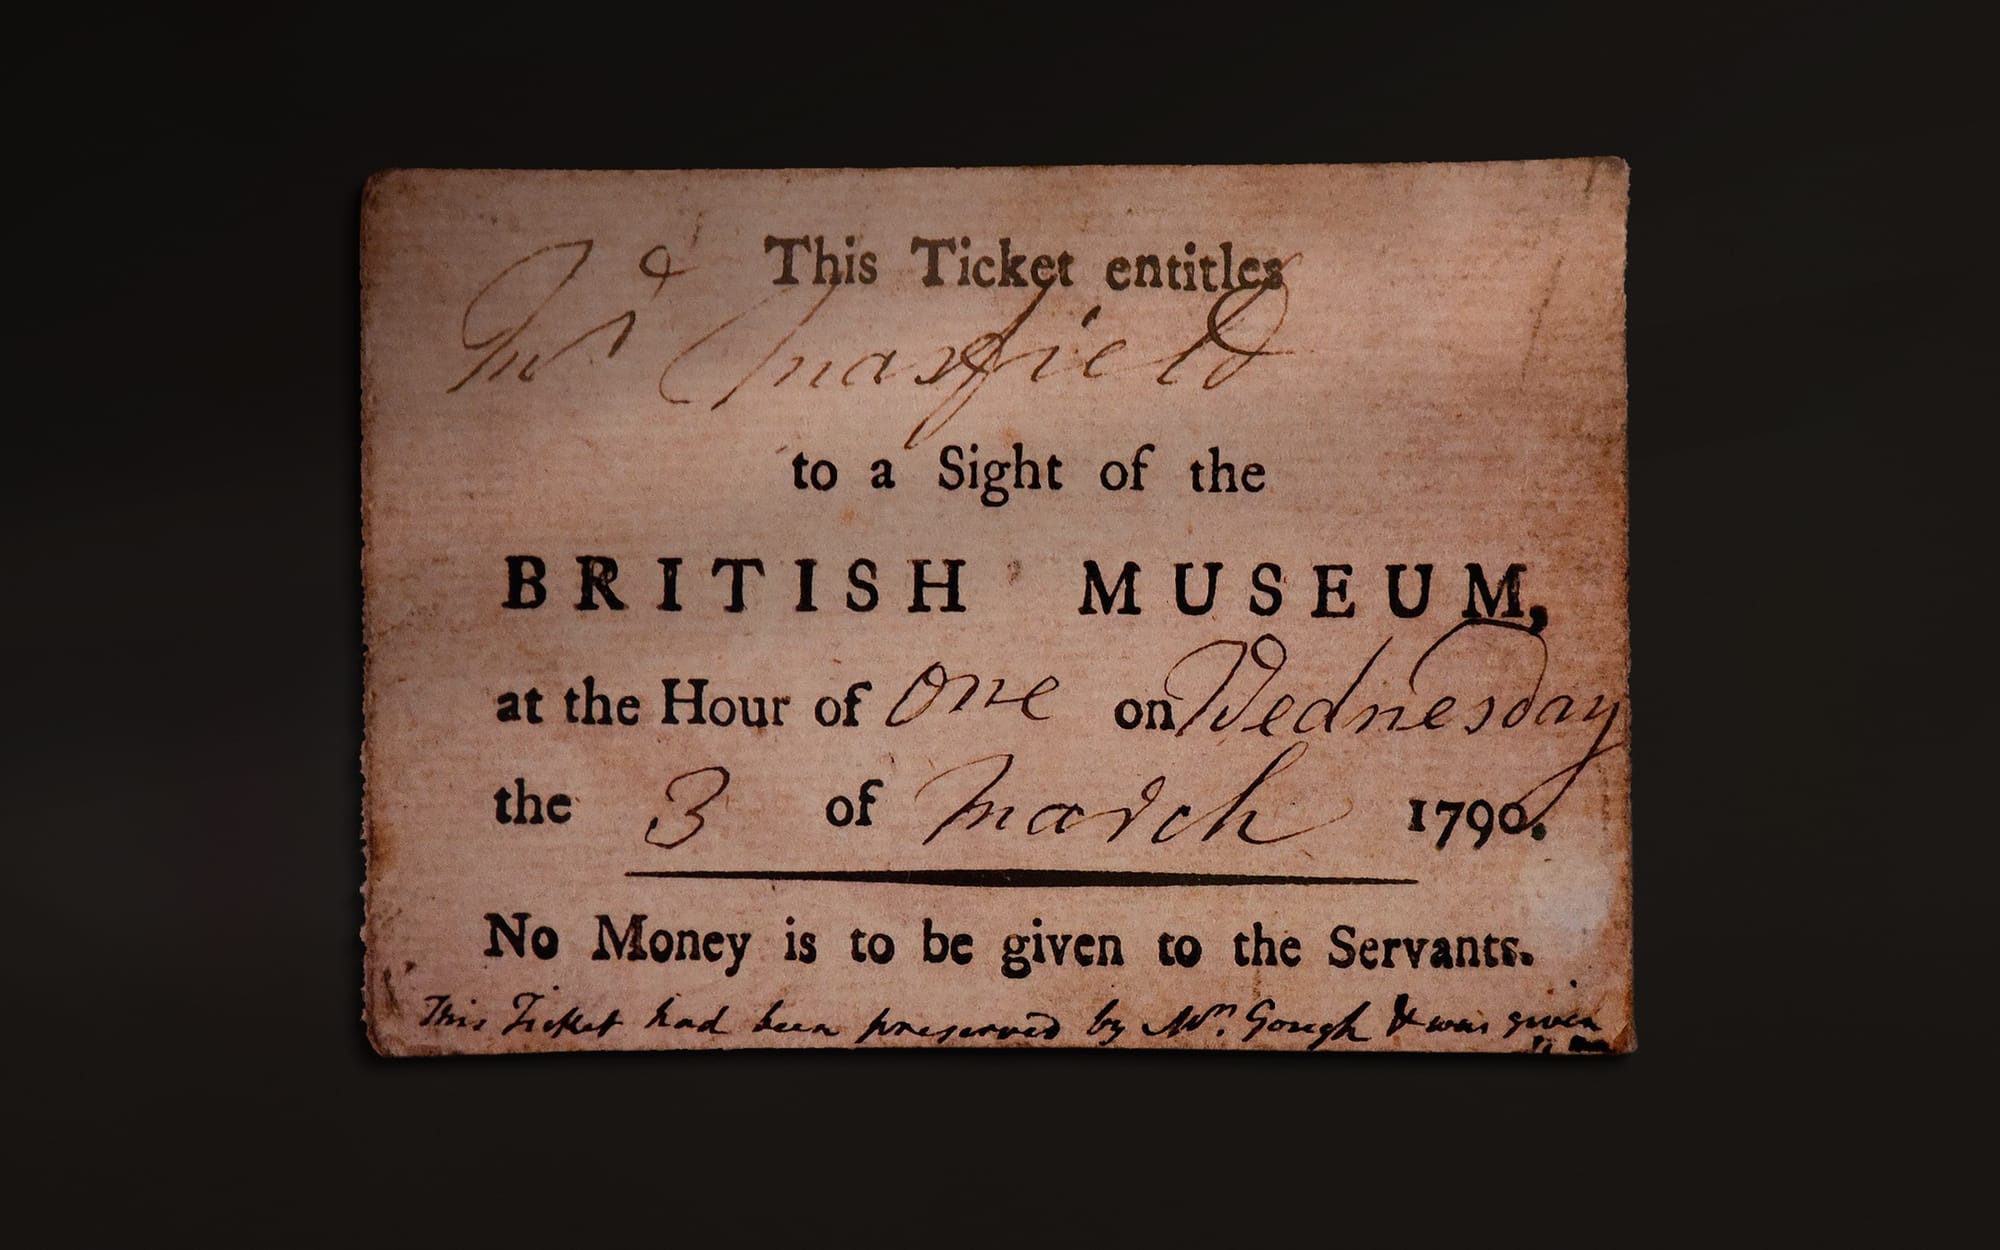 This Ticket entitles
Mr Masfield
to a Sight of the
BRITISH MUSEUM,
at the Hour of One on Wednesday
the 3 of March 1790.
No Money is to be given to the Servants.
This Ticket had been preserved by Mr. Gough & was given